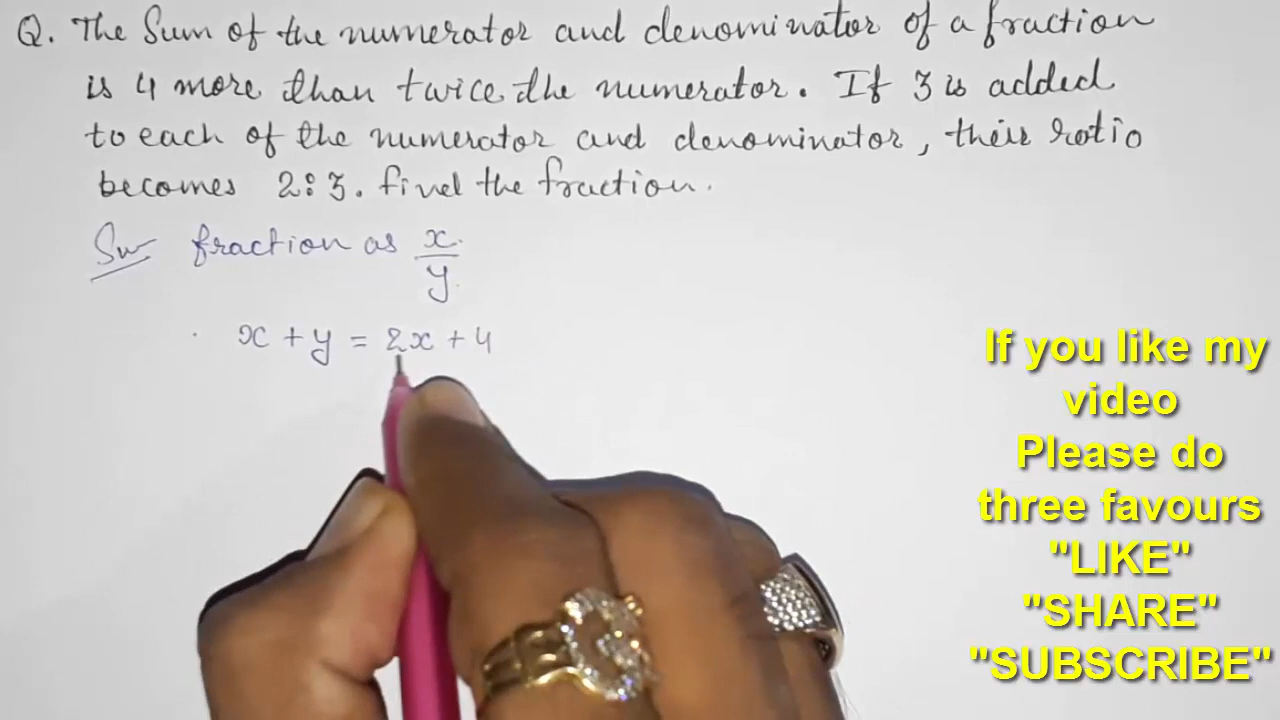 Q. The Sum of the numerator and denominator of a fraction
is 4 more than twice the numerator. If 3 is added
to each of the numerator and denominator, their ratio
becomes 2:3. find the fraction.
fraction as x/y
x + y = 2x + 4
If you like my
video
Please do
three favours
"LIKE"
"SHARE"
"SUBSCRIBE"